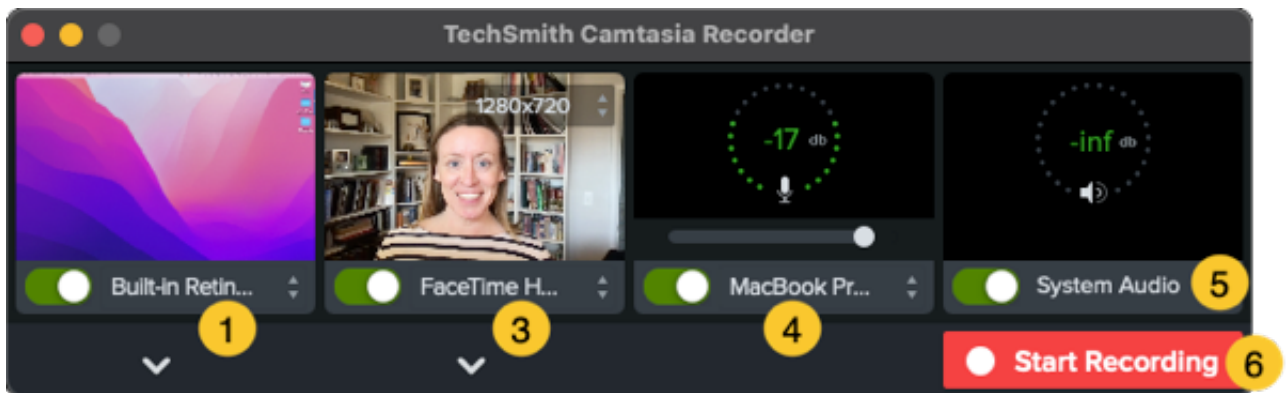 TechSmith Camtasia Recorder
1280x720
-17 db
-inf db
Built-in Retin...
FaceTime H...
MacBook Pr...
System Audio
5
1
3
4
Start Recording
6